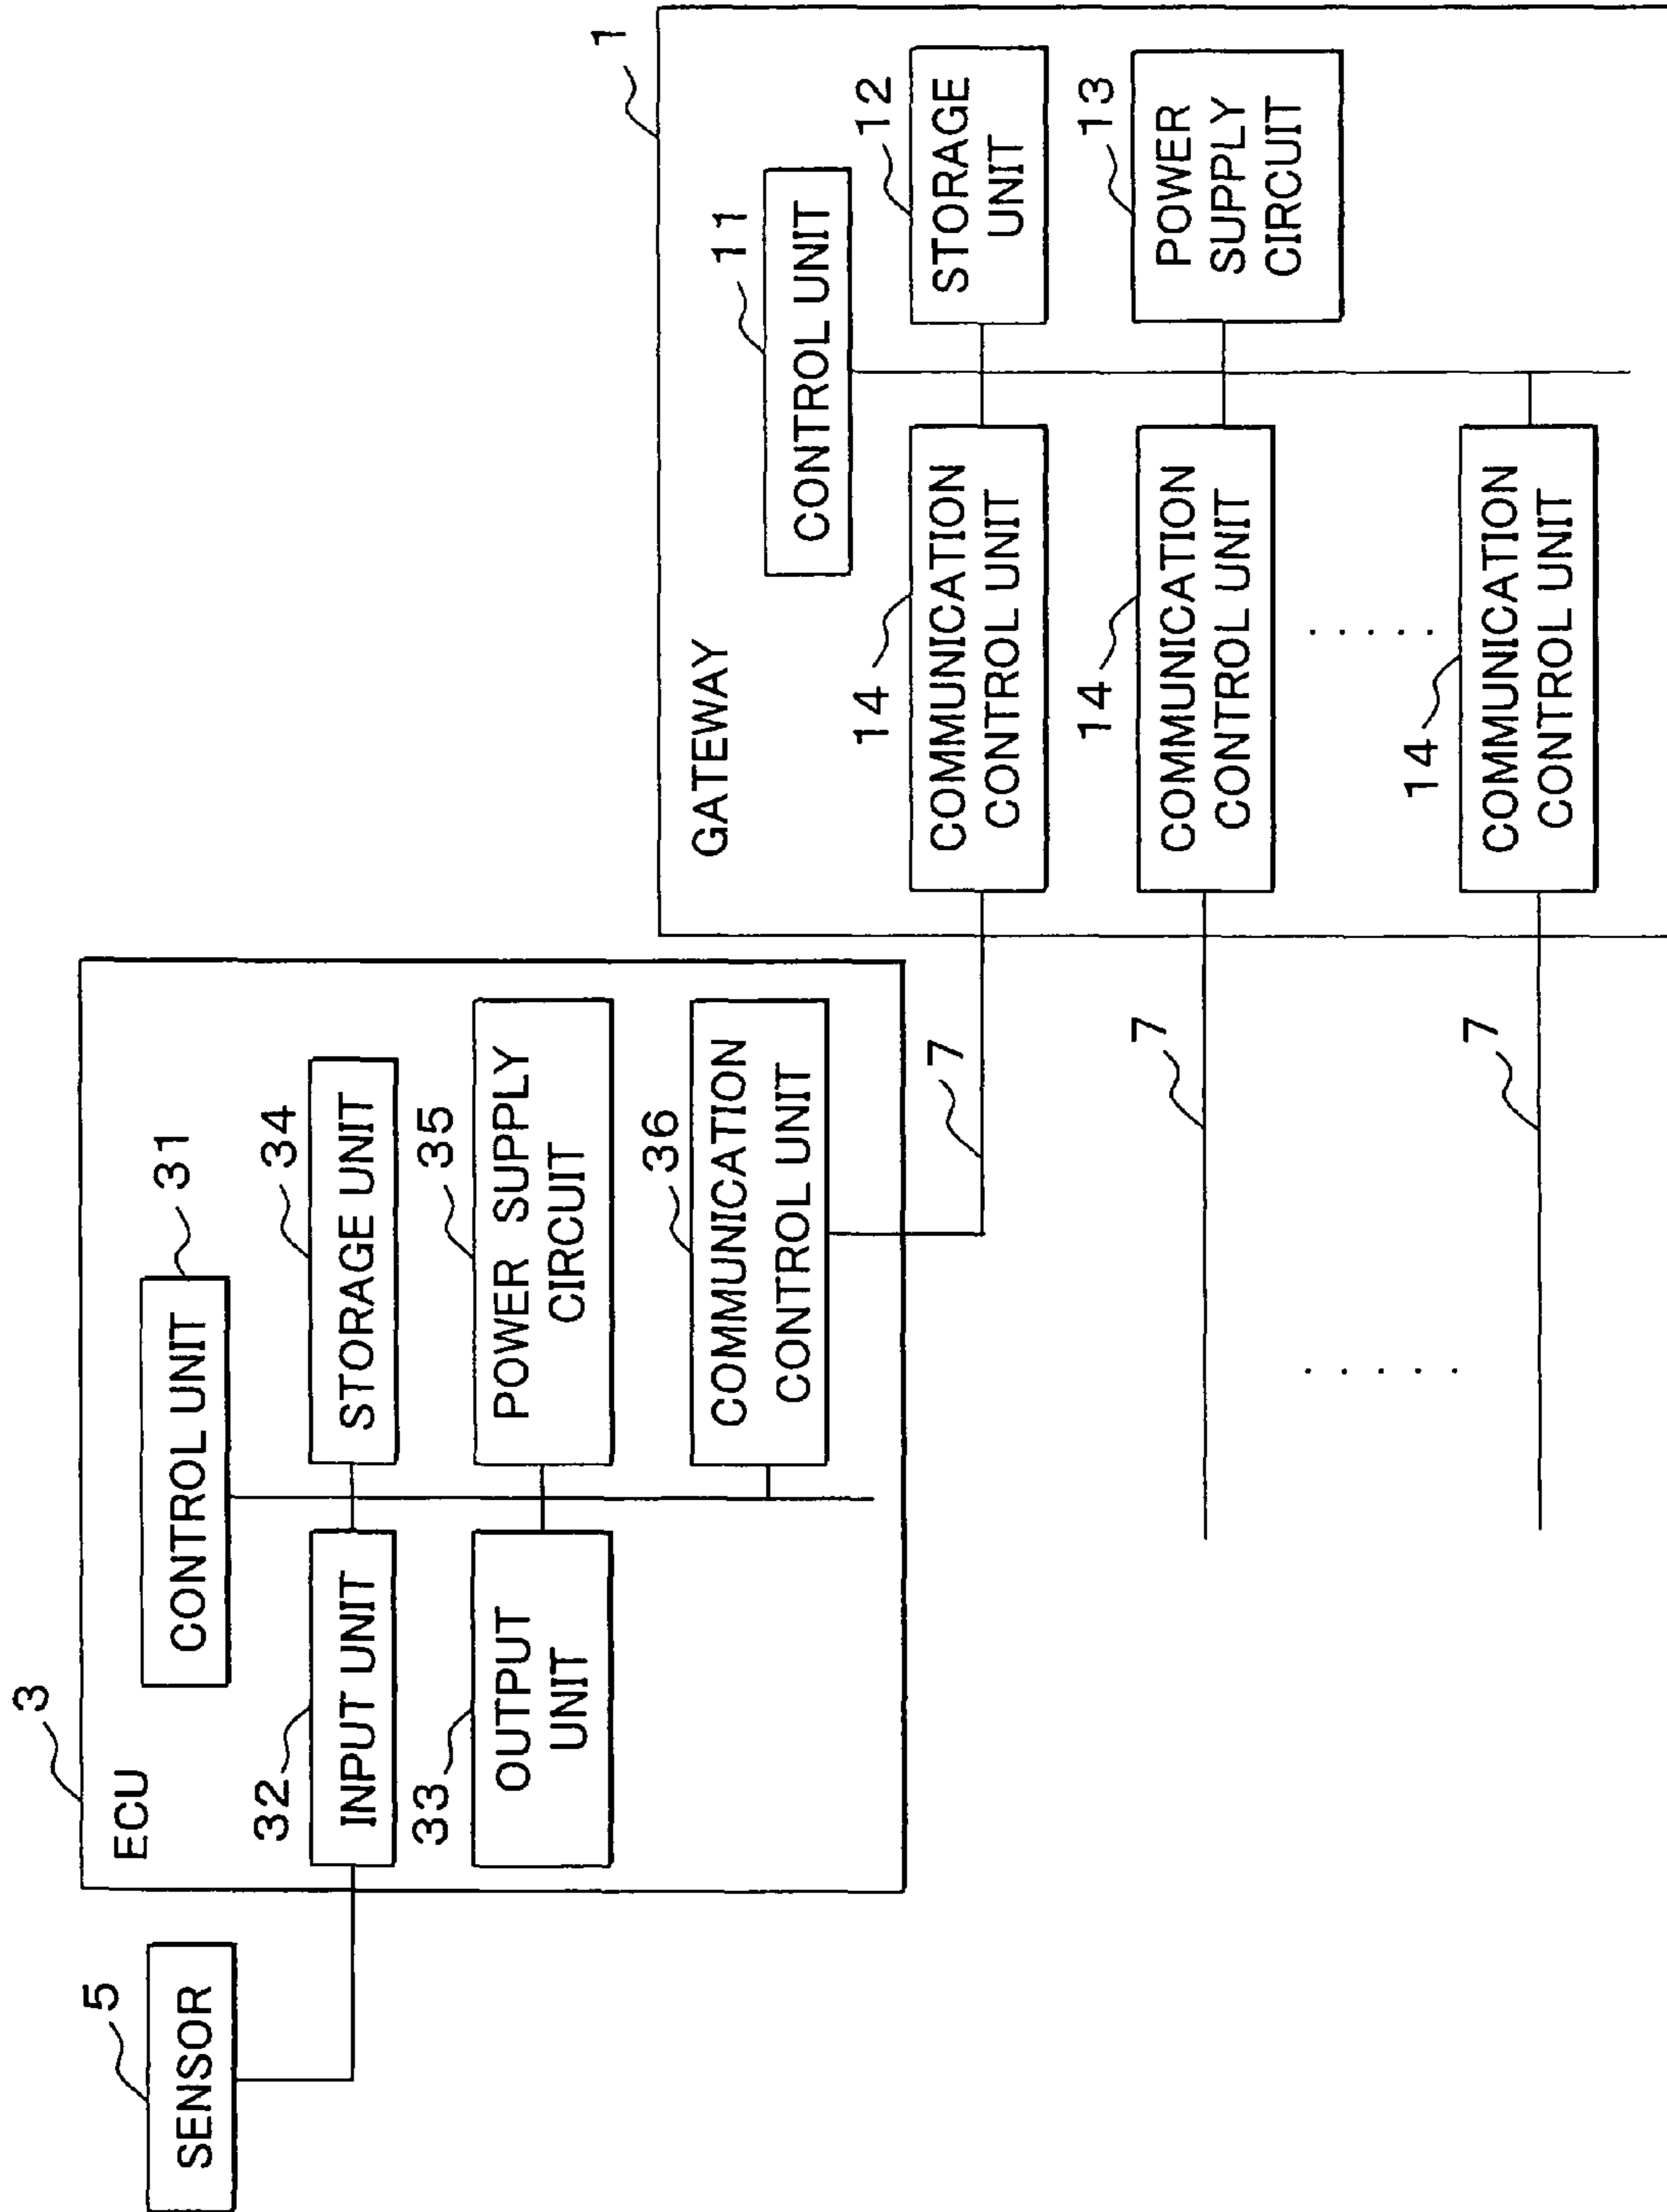 5
SENSOR
3
ECU
31
CONTROL UNIT
32
INPUT UNIT
34
STORAGE UNIT
33
OUTPUT
UNIT
35
POWER SUPPLY
CIRCUIT
36
COMMUNICATION
CONTROL UNIT
7
7
. . . . .
7
1
GATEWAY
11
CONTROL UNIT
14
COMMUNICATION
CONTROL UNIT
12
STORAGE
UNIT
14
COMMUNICATION
CONTROL UNIT
13
POWER
SUPPLY
CIRCUIT
. . . . .
14
COMMUNICATION
CONTROL UNIT